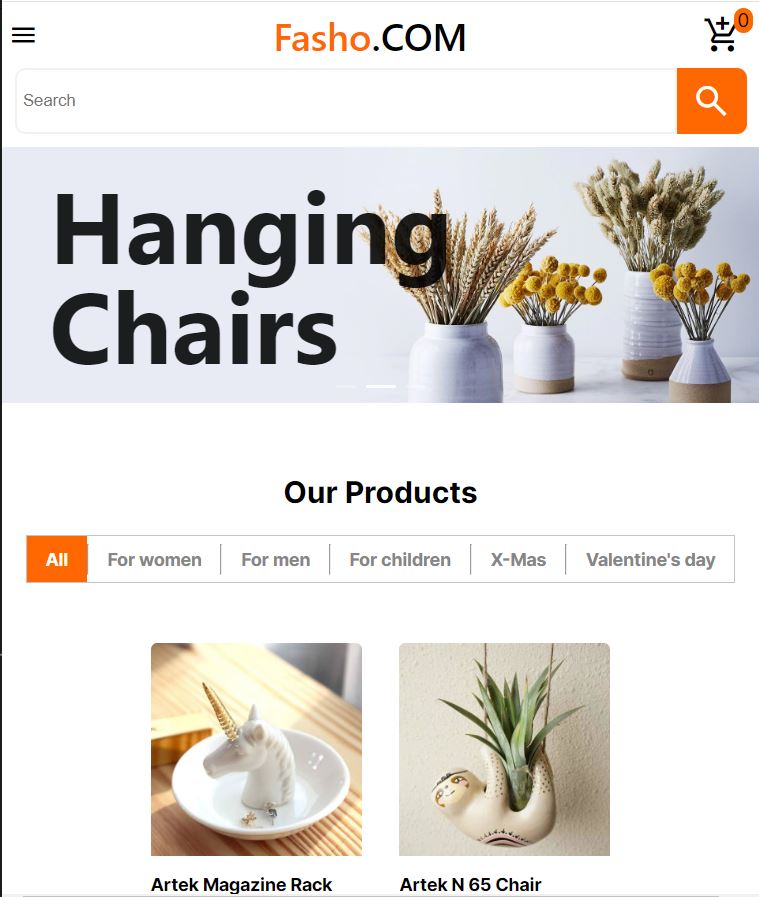 Fasho.COM
0
Search
Hanging
Chairs
Our Products
All For women For men For children X-Mas Valentine's day
Artek Magazine Rack Artek N 65 Chair